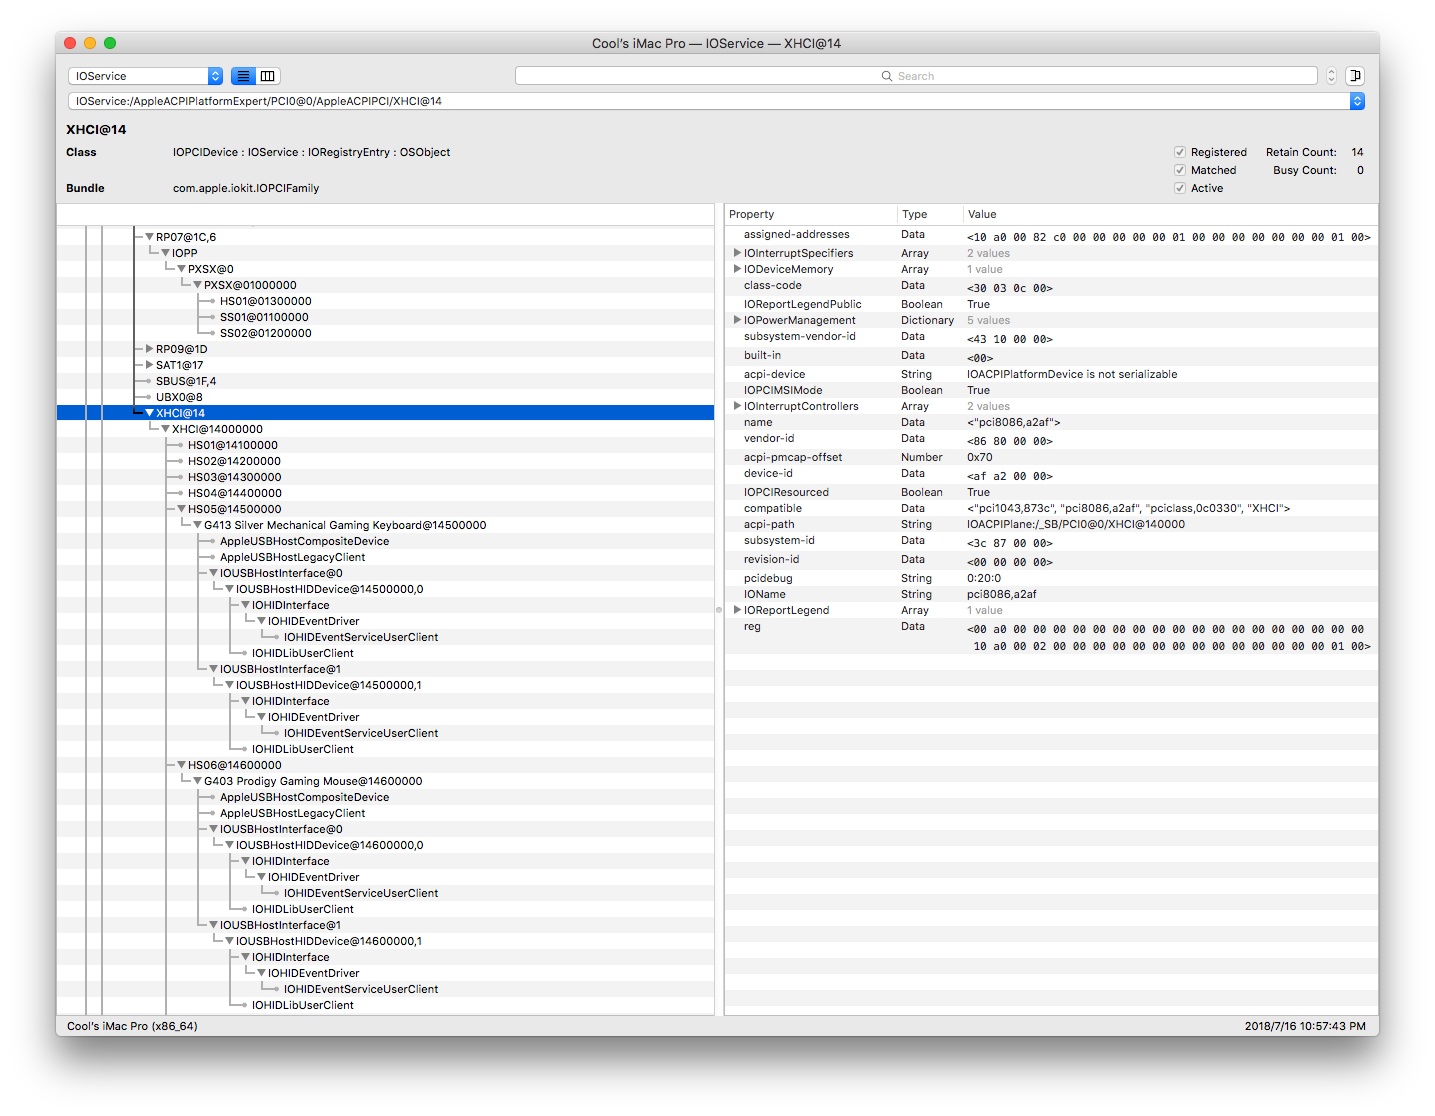 Cool's iMac Pro — IOService — XHCI@14
IOService
Search
IOService:/AppleACPIPlatformExpert/PCI0@0/AppleACPIPCI/XHCI@14
XHCI@14
Class IOPCIDevice : IOService : IORegistryEntry : OSObject
Registered Retain Count: 14
Matched Busy Count: 0
Bundle com.apple.iokit.IOPCIFamily
Active
RP07@1C,6
IOPP
PXSX@0
PXSX@01000000
HS01@01300000
SS01@01100000
SS02@01200000
RP09@1D
SAT1@17
SBUS@1F,4
UBX0@8
XHCI@14
XHCI@14000000
HS01@14100000
HS02@14200000
HS03@14300000
HS04@14400000
HS05@14500000
G413 Silver Mechanical Gaming Keyboard@14500000
AppleUSBHostCompositeDevice
AppleUSBHostLegacyClient
IOUSBHostInterface@0
IOUSBHostHIDDevice@14500000,0
IOHIDInterface
IOHIDEventDriver
IOHIDEventServiceUserClient
IOHIDLibUserClient
IOUSBHostInterface@1
IOUSBHostHIDDevice@14500000,1
IOHIDInterface
IOHIDEventDriver
IOHIDEventServiceUserClient
IOHIDLibUserClient
HS06@14600000
G403 Prodigy Gaming Mouse@14600000
AppleUSBHostCompositeDevice
AppleUSBHostLegacyClient
IOUSBHostInterface@0
IOUSBHostHIDDevice@14600000,0
IOHIDInterface
IOHIDEventDriver
IOHIDEventServiceUserClient
IOHIDLibUserClient
IOUSBHostInterface@1
IOUSBHostHIDDevice@14600000,1
IOHIDInterface
IOHIDEventDriver
IOHIDEventServiceUserClient
IOHIDLibUserClient
Property Type Value
assigned-addresses Data <10 a0 00 82 c0 00 00 00 00 00 01 00 00 00 00 00 00 00 01 00>
IOInterruptSpecifiers Array 2 values
IODeviceMemory Array 1 value
class-code Data <30 03 0c 00>
IOReportLegendPublic Boolean True
IOPowerManagement Dictionary 5 values
subsystem-vendor-id Data <43 10 00 00>
built-in Data <00>
acpi-device String IOACPIPlatformDevice is not serializable
IOPCIMSIMode Boolean True
IOInterruptControllers Array 2 values
name Data <"pci8086,a2af">
vendor-id Data <86 80 00 00>
acpi-pmcap-offset Number 0x70
device-id Data <af a2 00 00>
IOPCIResourced Boolean True
compatible Data <"pci1043,873c", "pci8086,a2af", "pciclass,0c0330", "XHCI">
acpi-path String IOACPIPlane:/_SB/PCI0@0/XHCI@140000
subsystem-id Data <3c 87 00 00>
revision-id Data <00 00 00 00>
pcidebug String 0:20:0
IOName String pci8086,a2af
IOReportLegend Array 1 value
reg Data <00 a0 00 00 00 00 00 00 00 00 00 00 00 00 00 00 00 00 00 00
10 a0 00 02 00 00 00 00 00 00 00 00 00 00 00 00 00 00 01 00>
Cool's iMac Pro (x86_64)
2018/7/16 10:57:43 PM